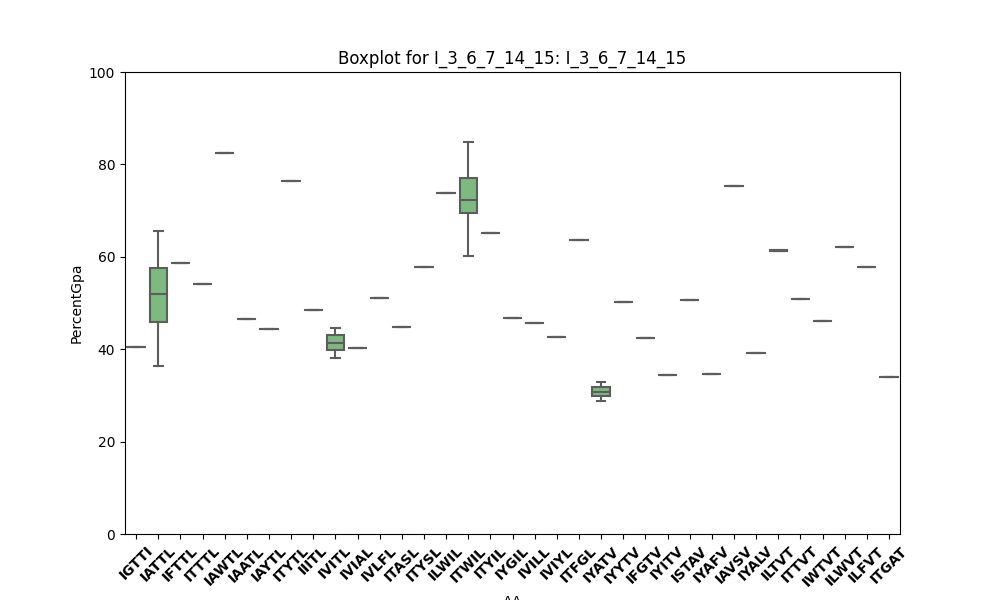 Boxplot for I_3_6_7_14_15: I_3_6_7_14_15
100
80
60
40
20
0
PercentGpa
IGTTI
IATTL
IFTTL
ITTTL
IAWTL
IAATL
IAYTL
ITYTL
IIITL
IVITL
IVIAL
IVLFL
ITASL
ITYSL
ILWIL
ITWIL
ITYIL
IYGIL
IVILL
IVIYL
ITFGL
IYATV
IYYTV
IFGTV
IYITV
ISTAV
IYAFV
IAVSV
IYALV
ILTVT
ITTVT
IWTVT
ILWVT
ILFVT
ITGAT
AA